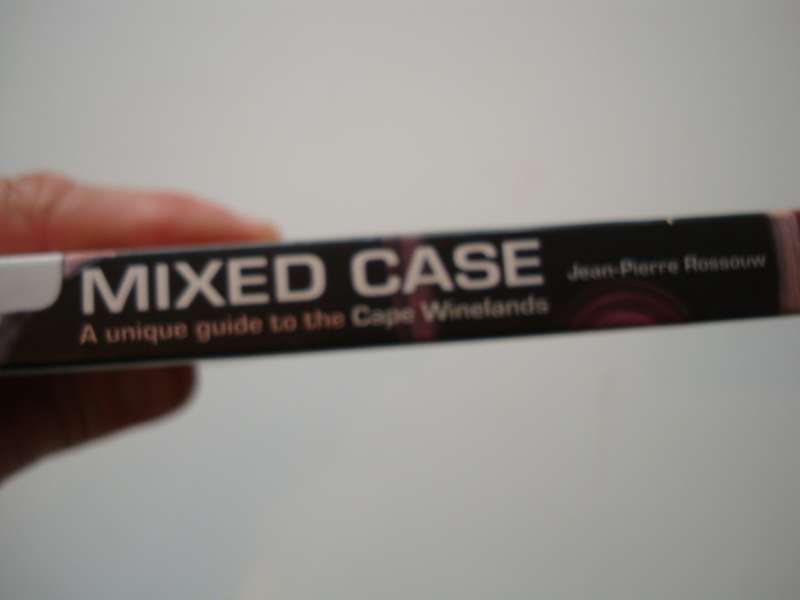 MIXED CASE
A unique guide to the Cape Winelands
Jean-Pierre Rossouw